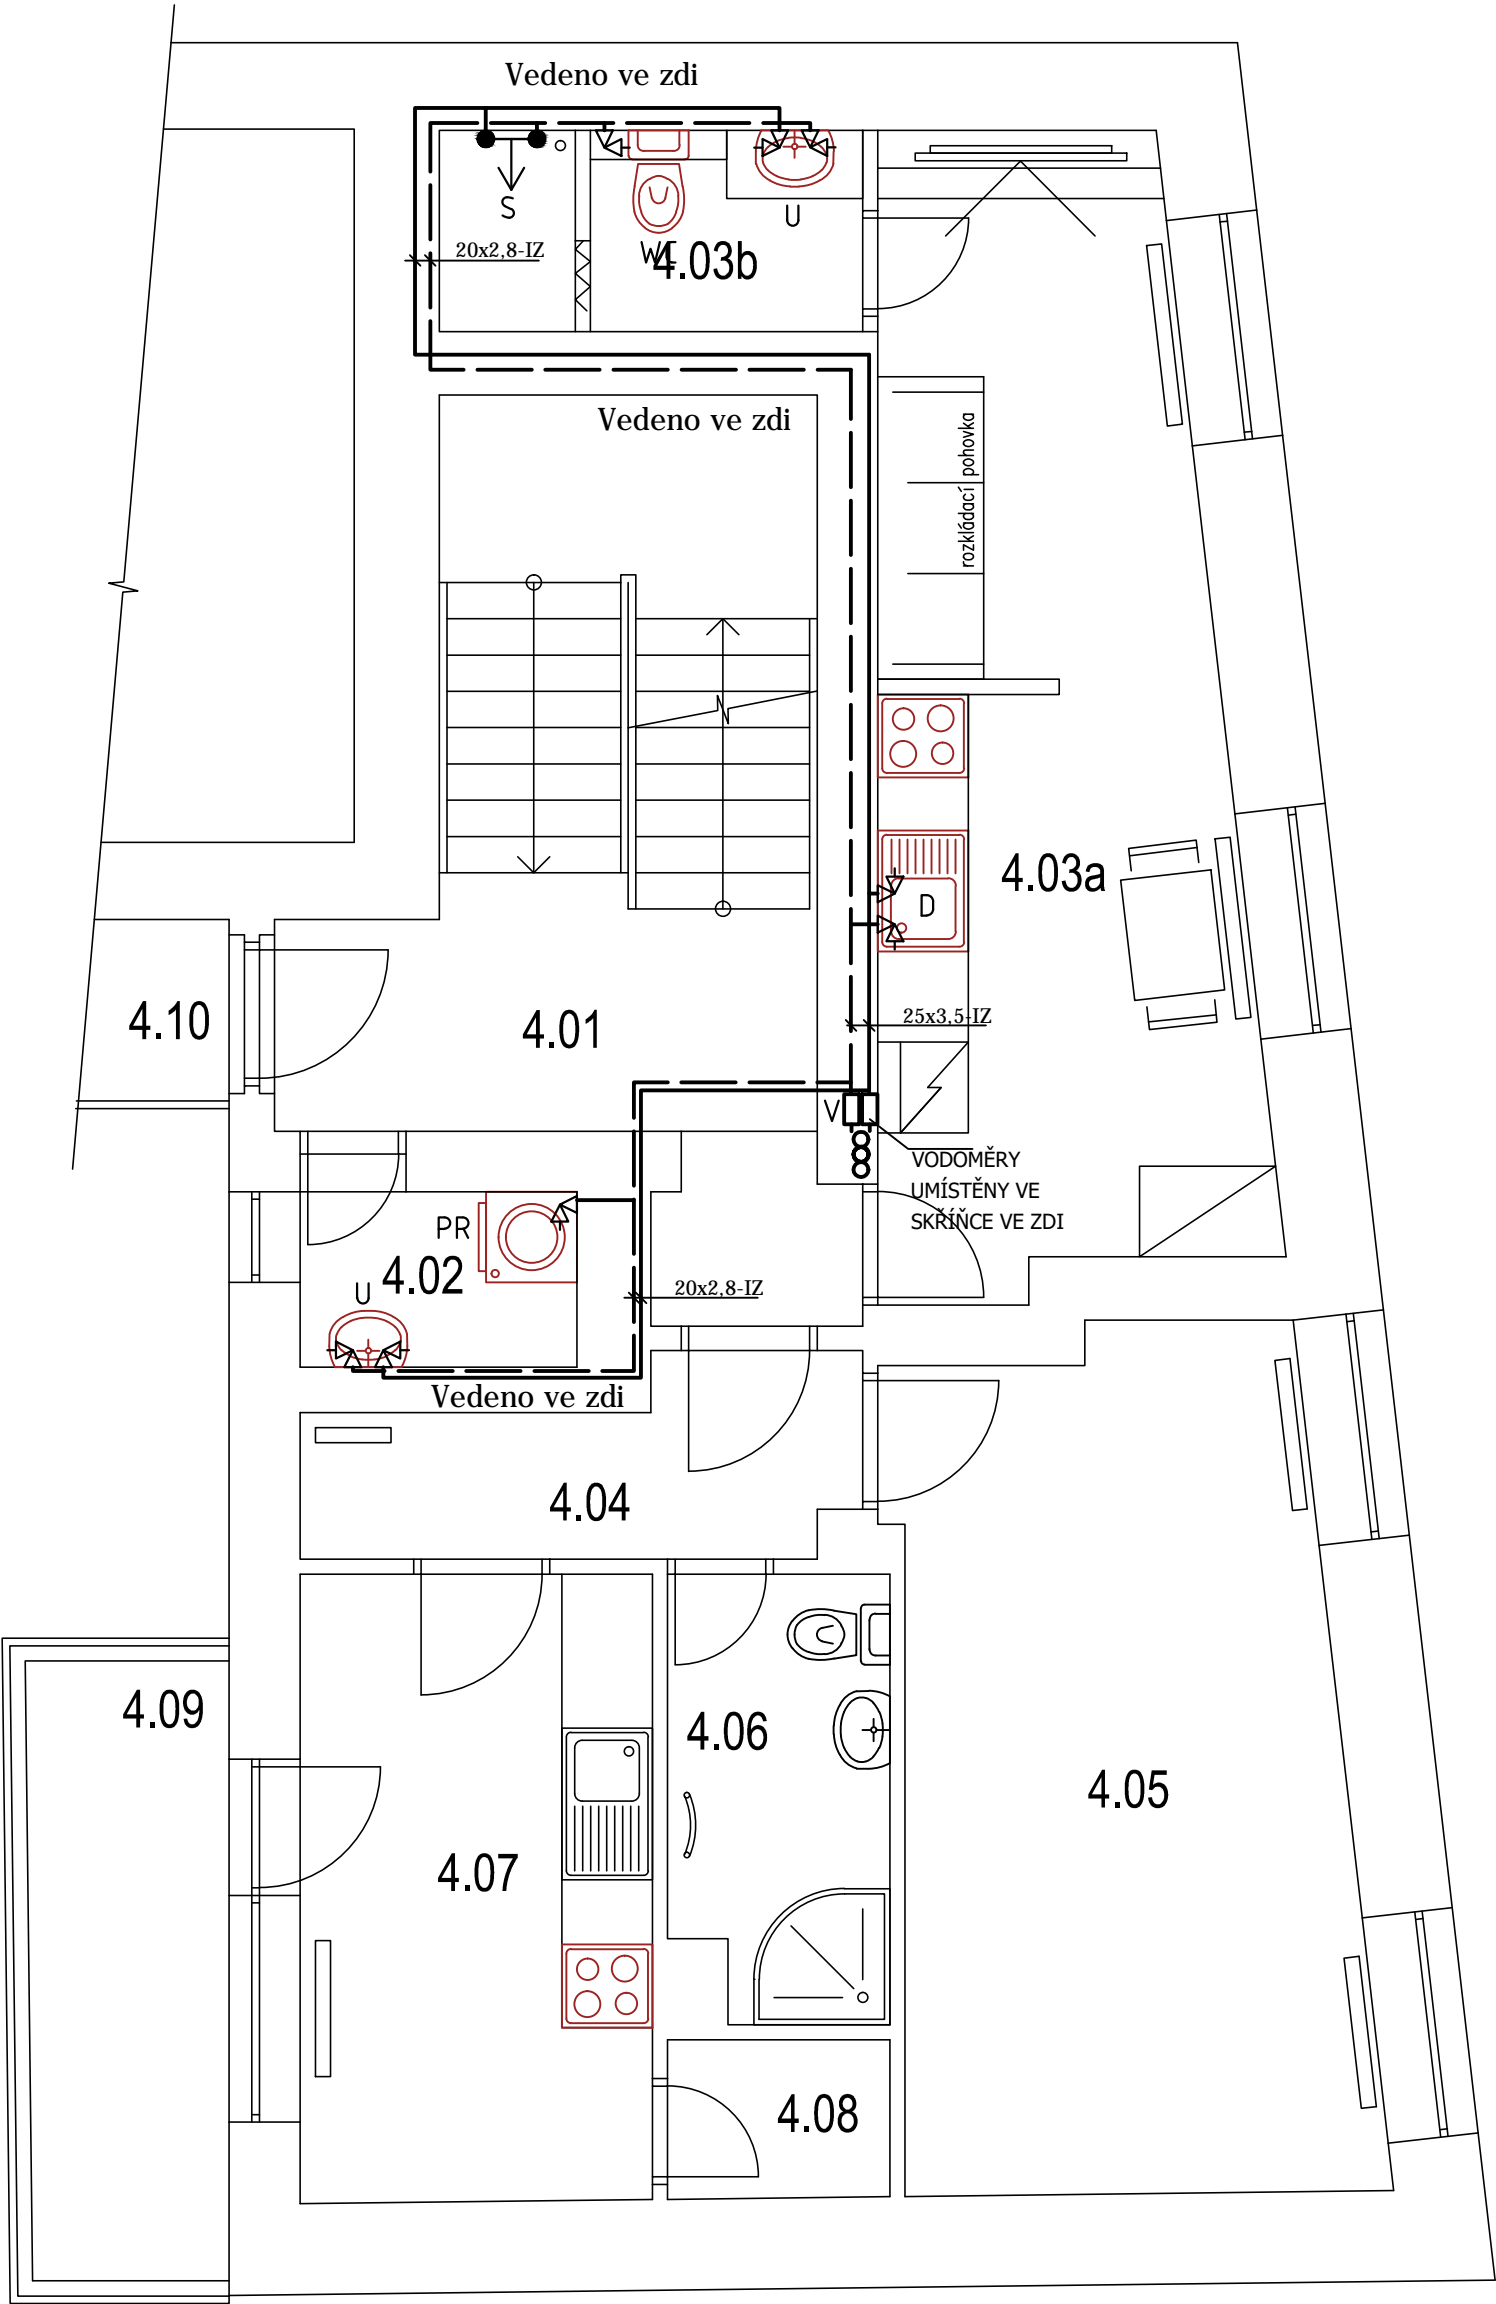 Vedeno ve zdi
S
U
20x2,8-IZ
WC
4.03b
Vedeno ve zdi
rozkládací pohovka
4.03a
D
4.10
4.01
25x3,5-IZ
V
VODOMĚRY
UMÍSTĚNY VE
SKŘÍŇCE VE ZDI
PR
4.02
U
20x2,8-IZ
Vedeno ve zdi
4.04
4.09
4.06
4.05
4.07
4.08